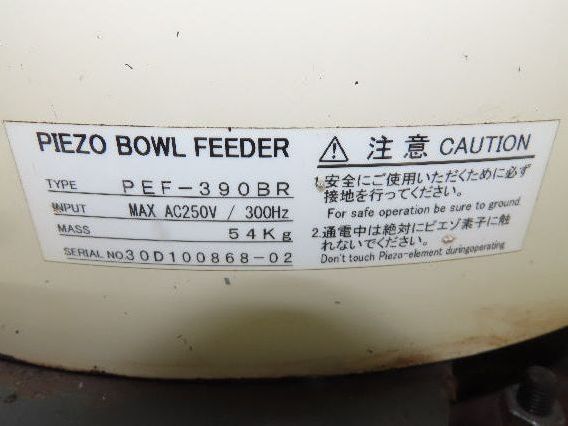 PIEZO BOWL FEEDER
TYPE PEF-390BR
INPUT MAX AC250V / 300Hz
MASS 54Kg
SERIAL NO.30D100868-02
⚠ 注意 CAUTION
1.安全にご使用いただくために必ず
接地を行ってください。
For safe operation be sure to ground.
2.通電中は絶対にピエゾ素子に触
れないでください。
Don't touch Piezo-element duringoperating